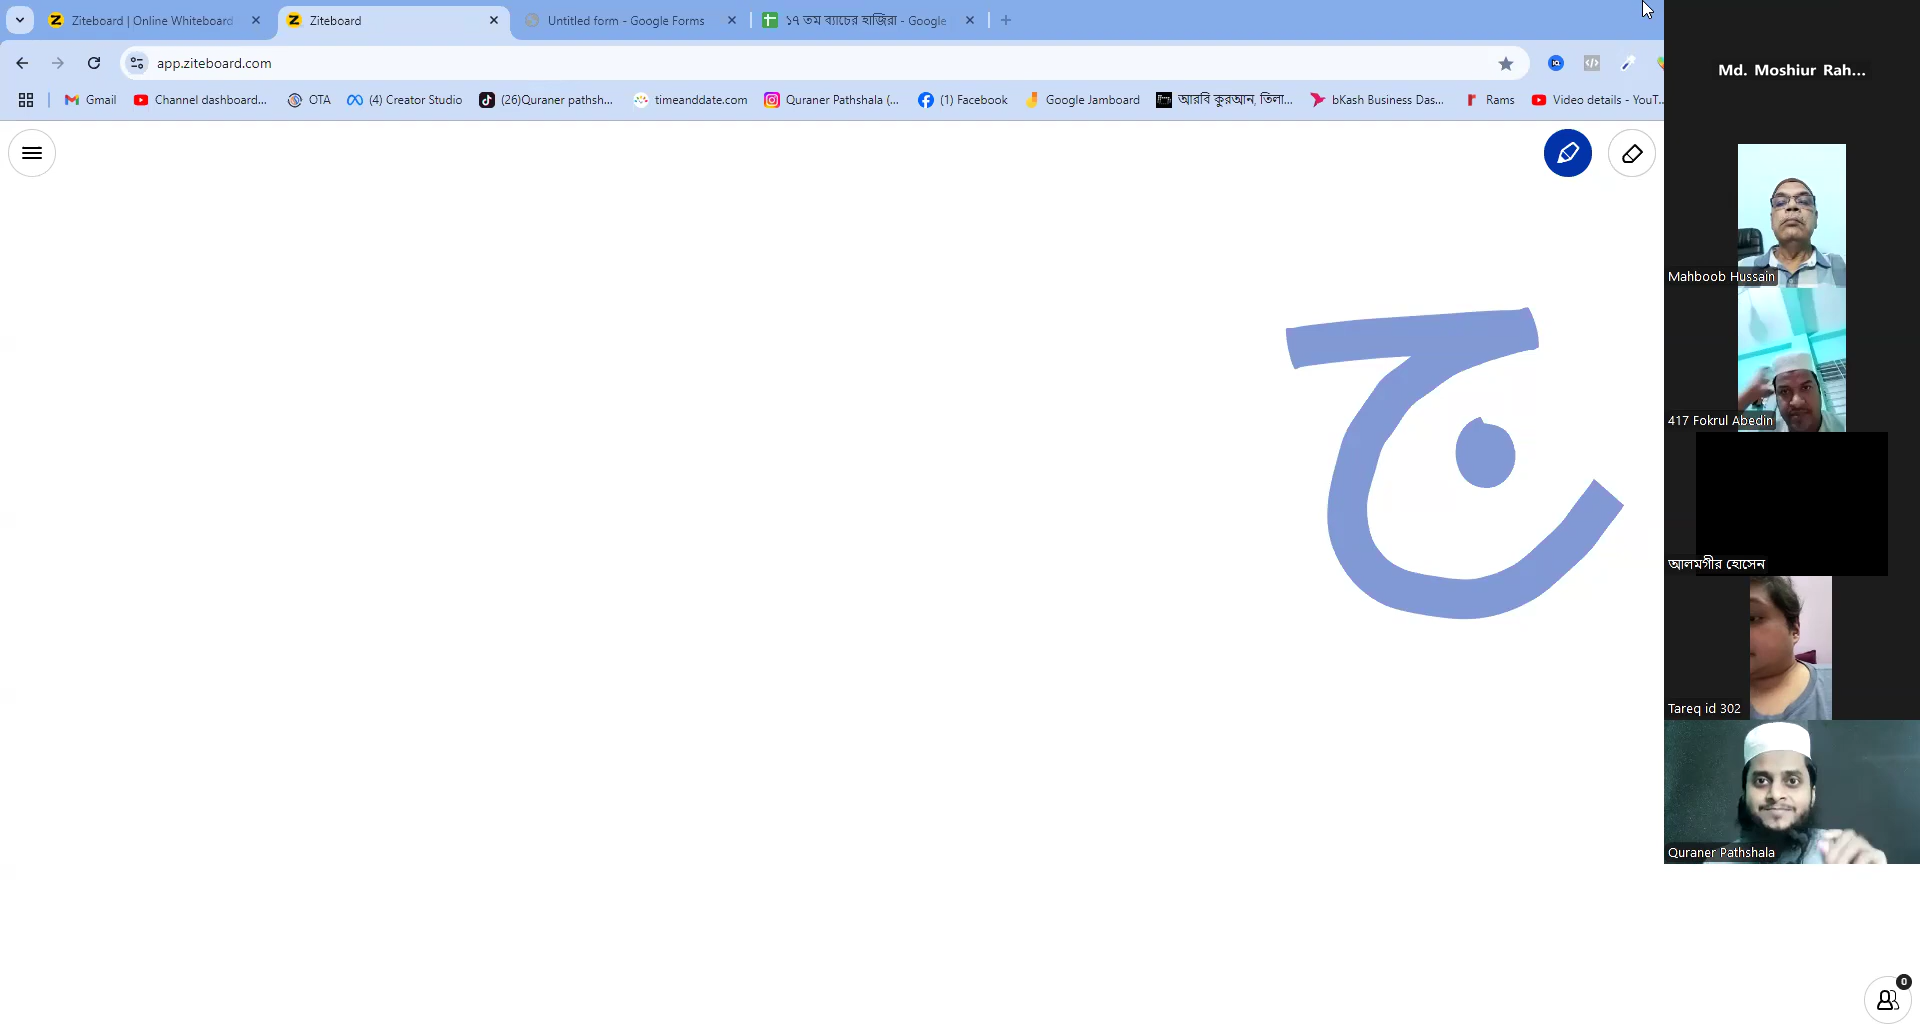 Ziteboard | Online Whiteboard
Ziteboard
Untitled form - Google Forms
১৭ তম ব্যাচের হাজিরা - Google
app.ziteboard.com
Gmail
Channel dashboard...
OTA
(4) Creator Studio
(26)Quraner pathsh...
timeanddate.com
Quraner Pathshala (...
(1) Facebook
Google Jamboard
আরবি কুরআন, তিলা...
bKash Business Das...
Rams
Video details - YouT...
ج
Md. Moshiur Rah...
Mahboob Hussain
417 Fokrul Abedin
আলমগীর হোসেন
Tareq id 302
Quraner Pathshala
0